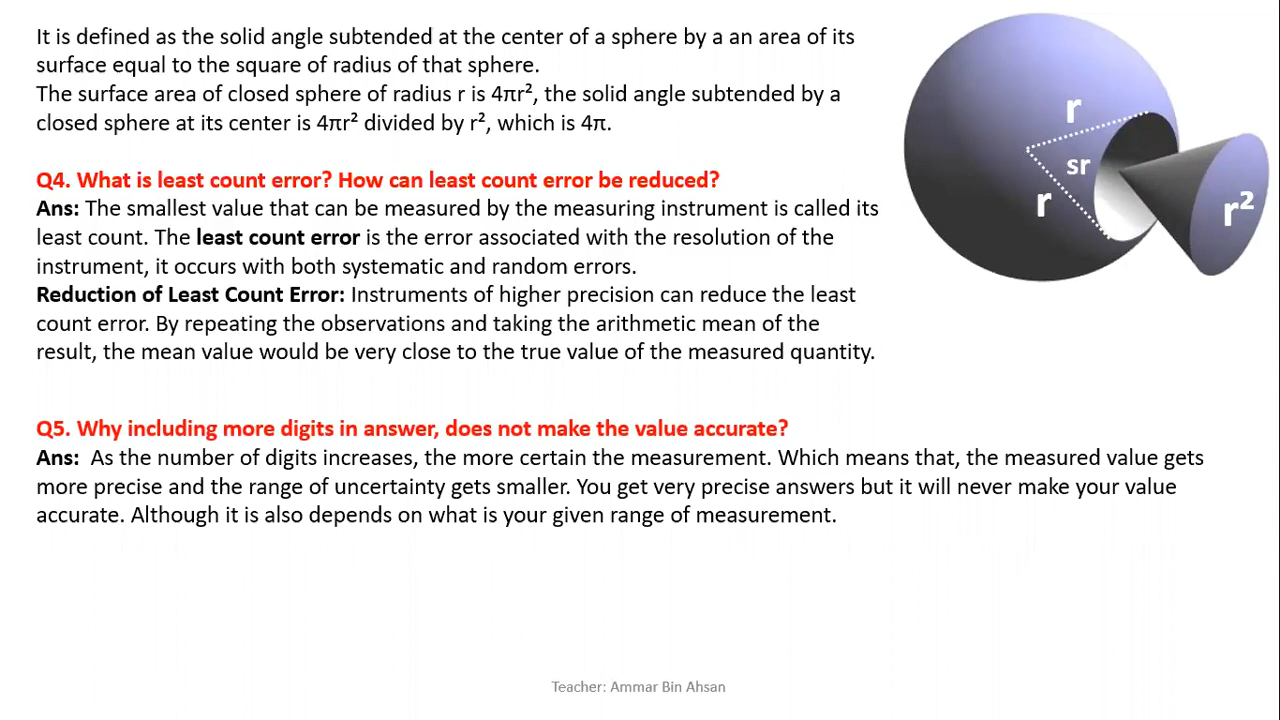 It is defined as the solid angle subtended at the center of a sphere by a an area of its
surface equal to the square of radius of that sphere.
The surface area of closed sphere of radius r is 4πr², the solid angle subtended by a
closed sphere at its center is 4πr² divided by r², which is 4π.
r
sr
r
r²
Q4. What is least count error? How can least count error be reduced?
Ans: The smallest value that can be measured by the measuring instrument is called its
least count. The least count error is the error associated with the resolution of the
instrument, it occurs with both systematic and random errors.
Reduction of Least Count Error: Instruments of higher precision can reduce the least
count error. By repeating the observations and taking the arithmetic mean of the
result, the mean value would be very close to the true value of the measured quantity.
Q5. Why including more digits in answer, does not make the value accurate?
Ans: As the number of digits increases, the more certain the measurement. Which means that, the measured value gets
more precise and the range of uncertainty gets smaller. You get very precise answers but it will never make your value
accurate. Although it is also depends on what is your given range of measurement.
Teacher: Ammar Bin Ahsan